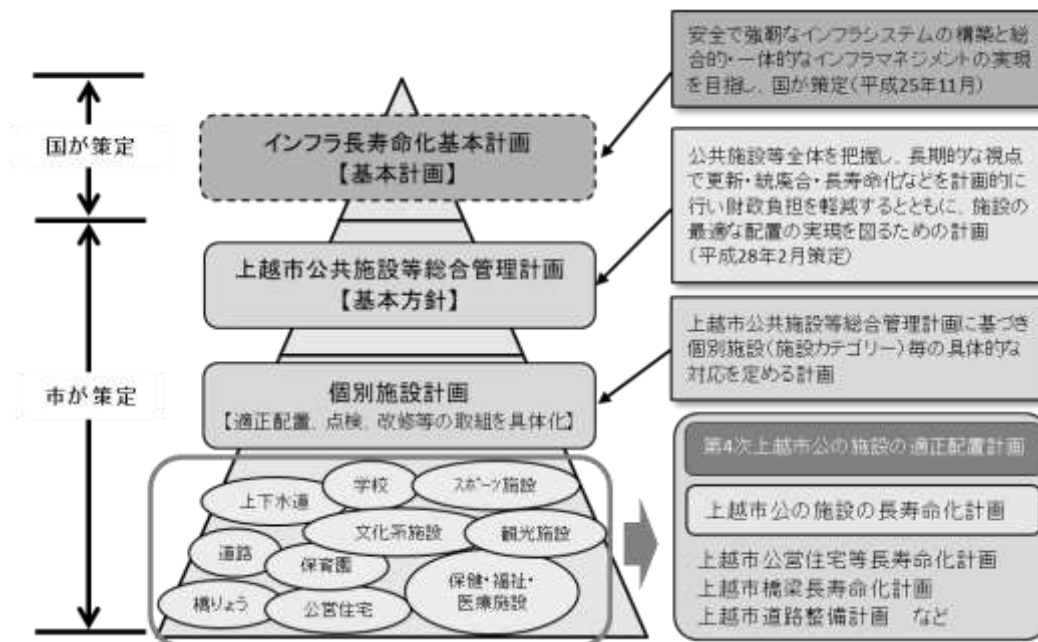 国が策定
市が策定
インフラ長寿命化基本計画
【基本計画】
上越市公共施設等総合管理計画
【基本方針】
個別施設計画
【適正配置、点検、改修等の取組を具体化】
上下水道
学校
スポーツ施設
文化系施設
観光施設
道路
保育園
橋りょう
公営住宅
保健・福祉・
医療施設
安全で強靭なインフラシステムの構築と総
合的・一体的なインフラマネジメントの実現
を目指し、国が策定(平成25年11月)
公共施設等全体を把握し、長期的な視点
で更新・統廃合・長寿命化などを計画的に
行い財政負担を軽減するとともに、施設の
最適な配置の実現を図るための計画
(平成28年2月策定)
上越市公共施設等総合管理計画に基づき
個別施設(施設カテゴリー)毎の具体的な
対応を定める計画
第4次上越市公の施設の適正配置計画
上越市公の施設の長寿命化計画
上越市公営住宅等長寿命化計画
上越市橋梁長寿命化計画
上越市道路整備計画 など